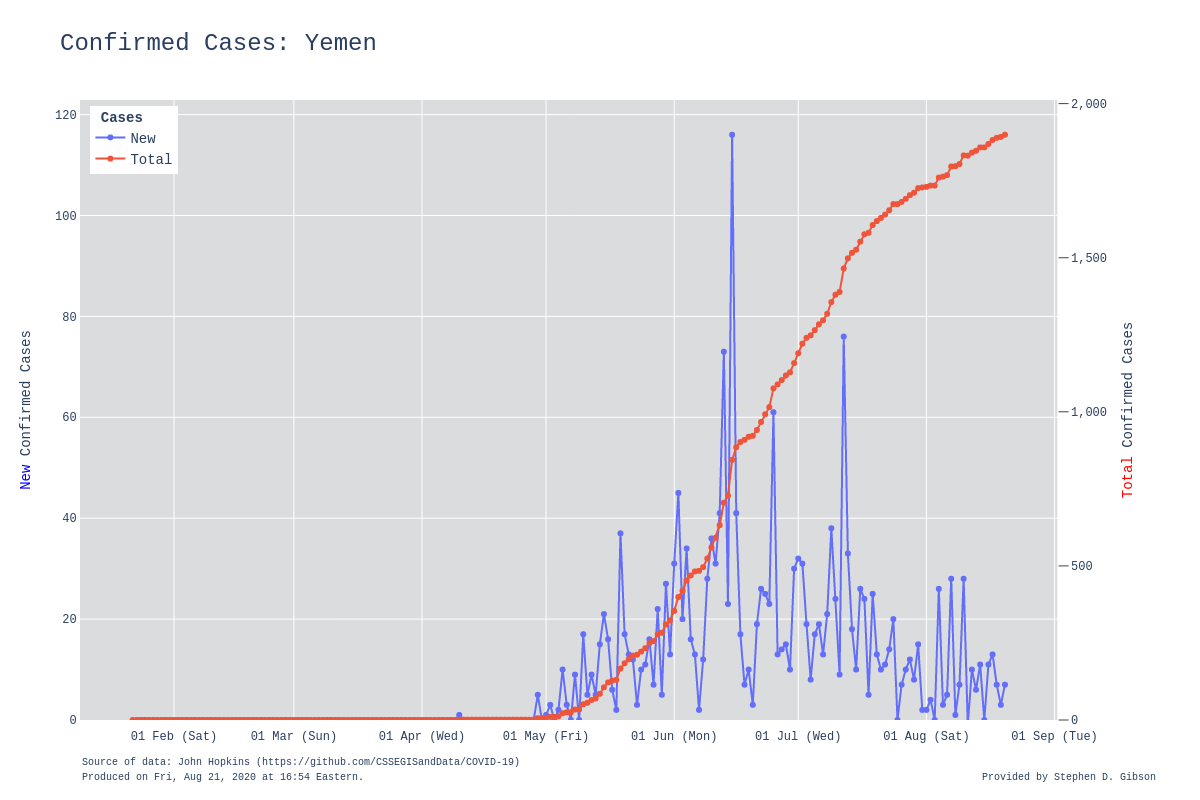 Confirmed Cases: Yemen
Cases
New
Total
120
100
80
60
40
20
0
2,000
1,500
1,000
500
0
New Confirmed Cases
Total Confirmed Cases
01 Feb (Sat)
01 Mar (Sun)
01 Apr (Wed)
01 May (Fri)
01 Jun (Mon)
01 Jul (Wed)
01 Aug (Sat)
01 Sep (Tue)
Source of data: John Hopkins (https://github.com/CSSEGISandData/COVID-19)
Produced on Fri, Aug 21, 2020 at 16:54 Eastern.
Provided by Stephen D. Gibson